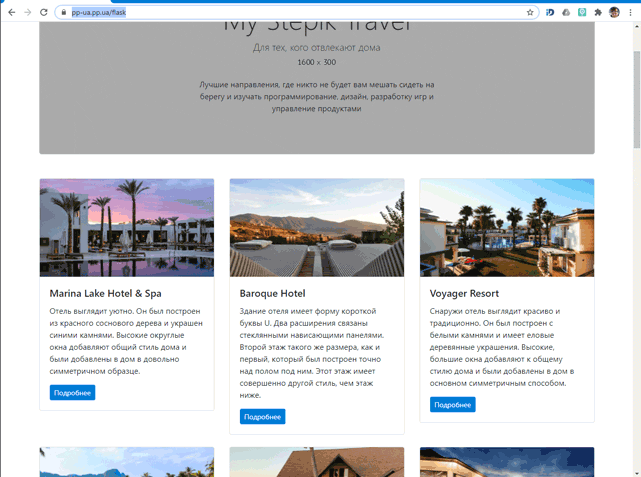 pp-ua.pp.ua/flask
My Stepik Travel
Для тех, кого отвлекают дома
1600 x 300
Лучшие направления, где никто не будет вам мешать сидеть на
берегу и изучать программирование, дизайн, разработку игр и
управление продуктами
Marina Lake Hotel & Spa
Отель выглядит уютно. Он был построен
из красного соснового дерева и украшен
синими камнями. Высокие округлые
окна добавляют общий стиль дома и
были добавлены в дом в довольно
симметричном образце.
Подробнее
Baroque Hotel
Здание отеля имеет форму короткой
буквы U. Два расширения связаны
стеклянными нависающими панелями.
Второй этаж такого же размера, как и
первый, который был построен точно
над полом под ним. Этот этаж имеет
совершенно другой стиль, чем этаж
ниже.
Подробнее
Voyager Resort
Снаружи отель выглядит красиво и
традиционно. Он был построен с
белыми камнями и имеет еловые
деревянные украшения. Высокие,
большие окна добавляют к общему
стилю дома и были добавлены в дом в
основном симметричным способом.
Подробнее